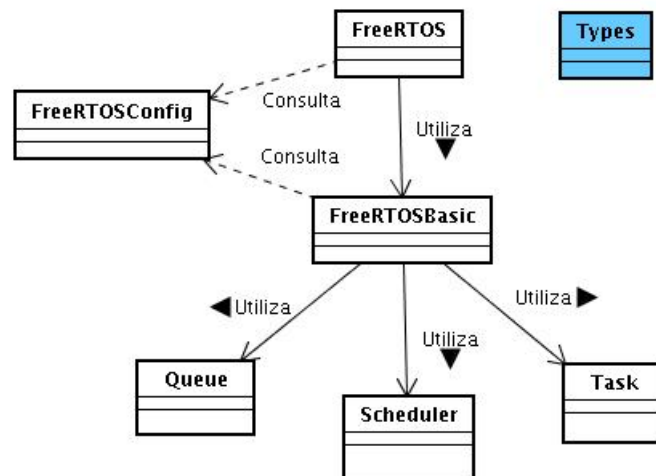 FreeRTOS
Types
FreeRTOSConfig
Consulta
Utiliza
Consulta
FreeRTOSBasic
Utiliza
Utiliza
Utiliza
Queue
Scheduler
Task